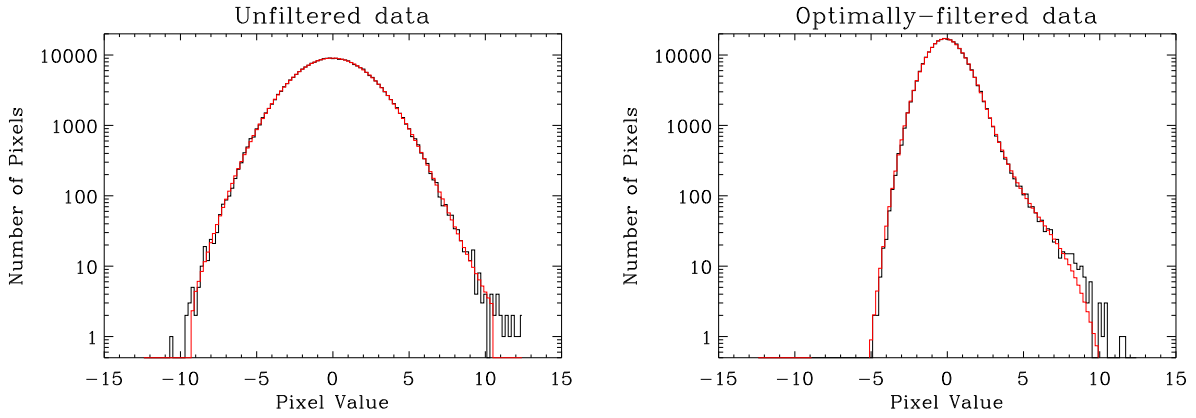 Unfiltered data
Number of Pixels
10000
1000
100
10
1
−15 −10 −5 0 5 10 15
Pixel Value
Optimally−filtered data
Number of Pixels
10000
1000
100
10
1
−15 −10 −5 0 5 10 15
Pixel Value